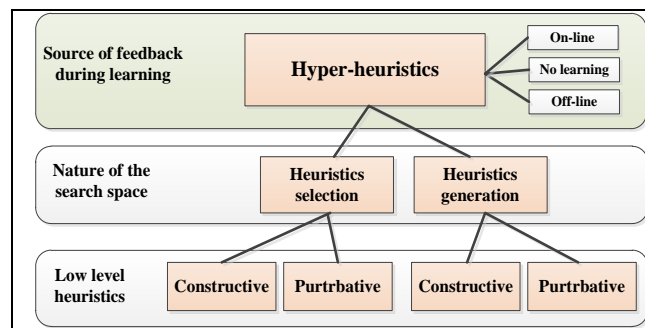 Source of feedback
during learning
Hyper-heuristics
On-line
No learning
Off-line
Nature of the
search space
Heuristics
selection
Heuristics
generation
Low level
heuristics
Constructive
Purtrbative
Constructive
Purtrbative